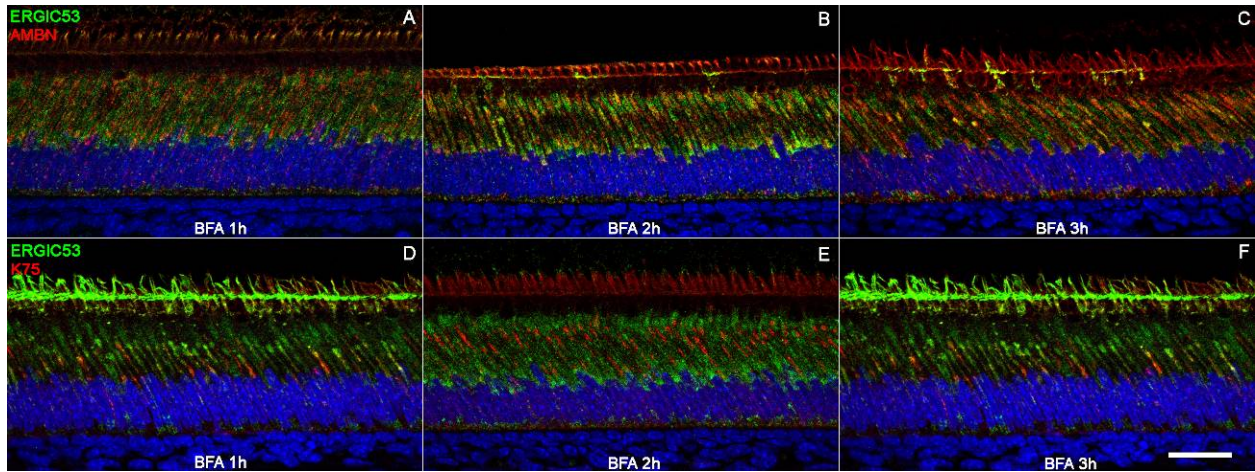 ERGIC53
AMBN
A
B
C
BFA 1h
BFA 2h
BFA 3h
ERGIC53
K75
D
E
F
BFA 1h
BFA 2h
BFA 3h